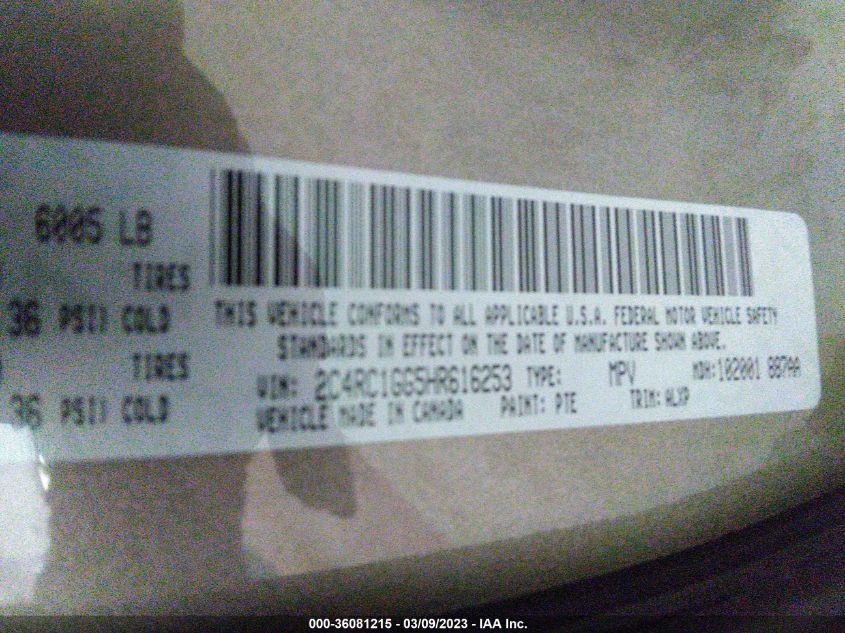 6005 LB
TIRES
36 PSI) COLD
TIRES
36 PSI) COLD
THIS VEHICLE CONFORMS TO ALL APPLICABLE U.S.A. FEDERAL MOTOR VEHICLE SAFETY
STANDARDS IN EFFECT ON THE DATE OF MANUFACTURE SHOWN ABOVE.
VIN: 2C4RC1GG5HR616253 TYPE: MPV MDH:102001 887AA
VEHICLE MADE IN CANADA PAINT: PTE TRIM: ALXP
000-36081215 - 03/09/2023 - IAA Inc.